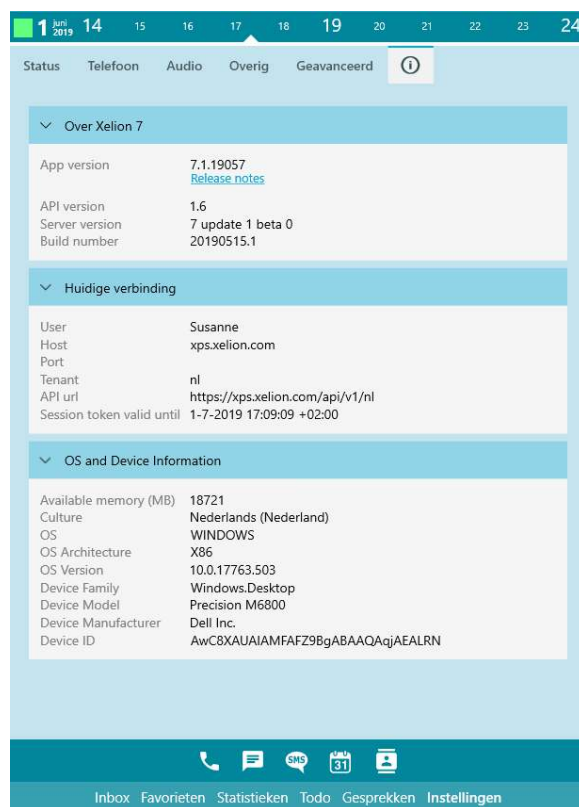 1 juni 2019 14 15 16 17 18 19 20 21 22 23 24
Status Telefoon Audio Overig Geavanceerd
Over Xelion 7
App version 7.1.19057
Release notes
API version 1.6
Server version 7 update 1 beta 0
Build number 20190515.1
Huidige verbinding
User Susanne
Host xps.xelion.com
Port
Tenant nl
API url https://xps.xelion.com/api/v1/nl
Session token valid until 1-7-2019 17:09:09 +02:00
OS and Device Information
Available memory (MB) 18721
Culture Nederlands (Nederland)
OS WINDOWS
OS Architecture X86
OS Version 10.0.17763.503
Device Family Windows.Desktop
Device Model Precision M6800
Device Manufacturer Dell Inc.
Device ID AwC8XAUAIAMFAFZ9BgABAAQAqjAEALRN
SMS 31
Inbox Favorieten Statistieken Todo Gesprekken Instellingen